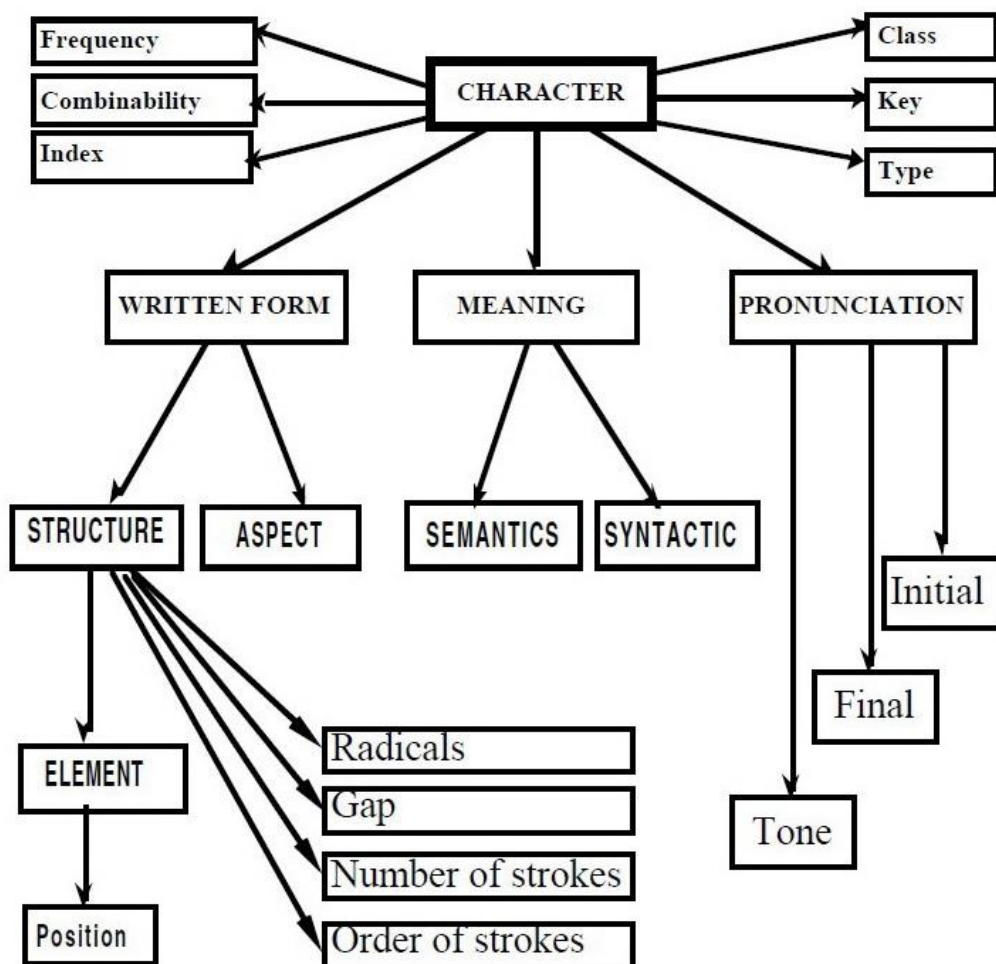 Frequency
Class
CHARACTER
Combinability
Key
Index
Type
WRITTEN FORM
MEANING
PRONUNCIATION
STRUCTURE
ASPECT
SEMANTICS
SYNTACTIC
Initial
Final
Radicals
ELEMENT
Gap
Tone
Number of strokes
Position
Order of strokes